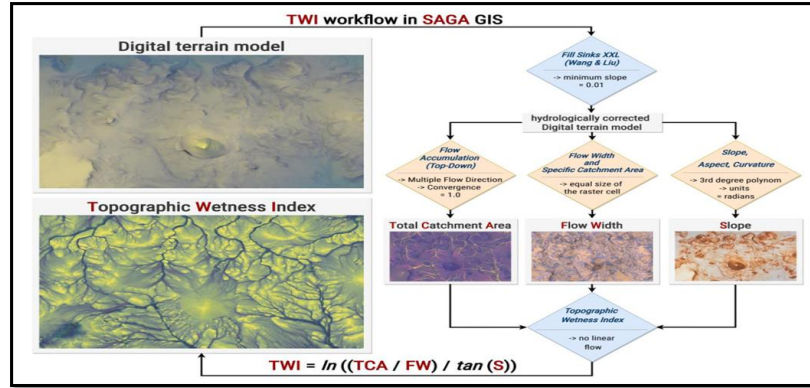 TWI workflow in SAGA GIS
Digital terrain model
Fill Sinks XXL
(Wang & Liu)
-> minimum slope
= 0.01
hydrologically corrected
Digital terrain model
Flow
Accumulation
(Top-Down)
-> Multiple Flow Direction
-> Convergence
= 1.0
Flow Width
and
Specific Catchment Area
-> equal size of
the raster cell
Slope,
Aspect, Curvature
-> 3rd degree polynom
-> units
= radians
Topographic Wetness Index
Total Catchment Area
Flow Width
Slope
Topographic
Wetness Index
-> no linear
flow
TWI = ln ((TCA / FW) / tan (S))